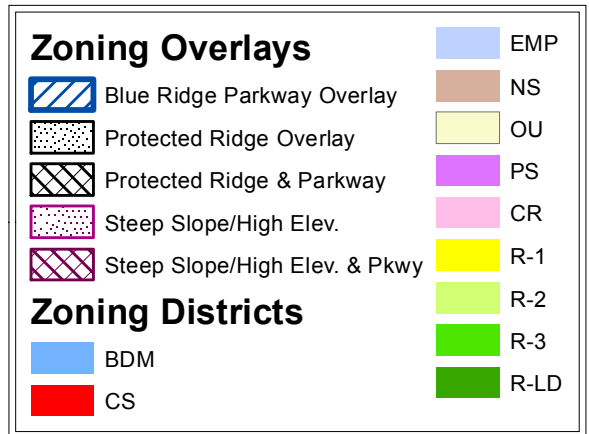 Zoning Overlays
Blue Ridge Parkway Overlay
Protected Ridge Overlay
Protected Ridge & Parkway
Steep Slope/High Elev.
Steep Slope/High Elev. & Pkwy
Zoning Districts
BDM
CS
EMP
NS
OU
PS
CR
R-1
R-2
R-3
R-LD